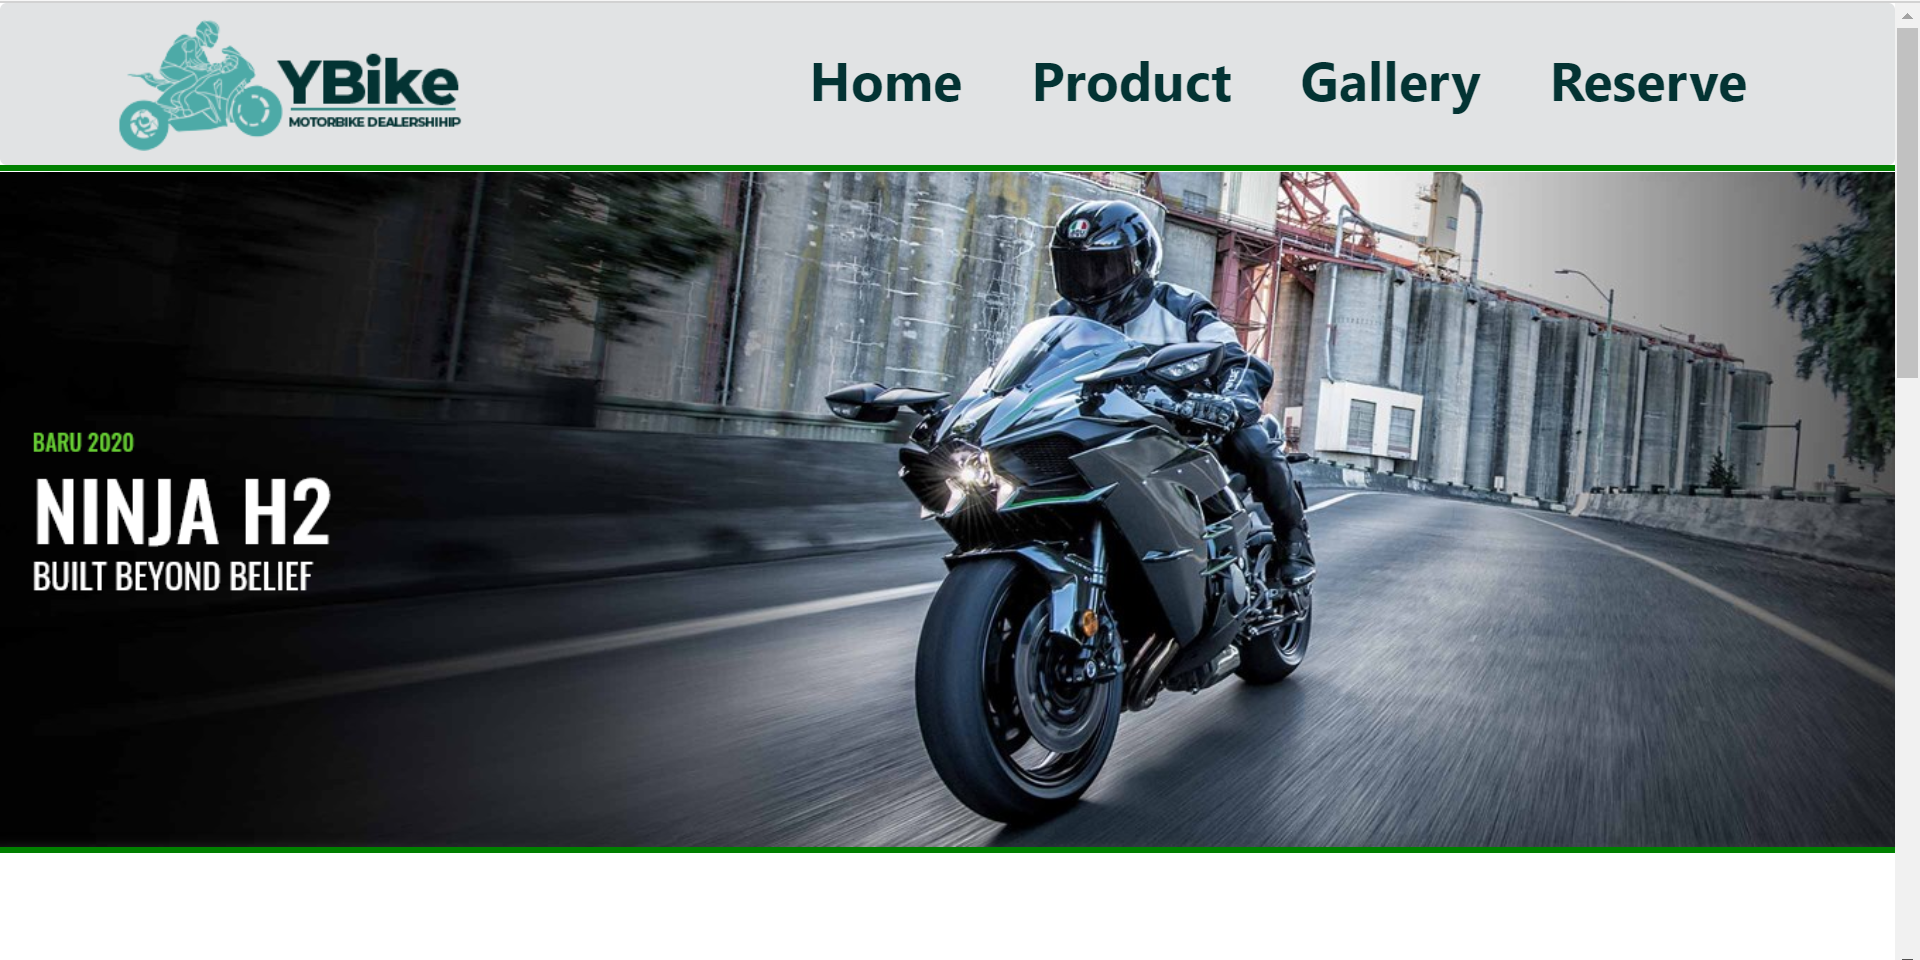 YBike
MOTORBIKE DEALERSHIHIP
Home Product Gallery Reserve
BARU 2020
NINJA H2
BUILT BEYOND BELIEF